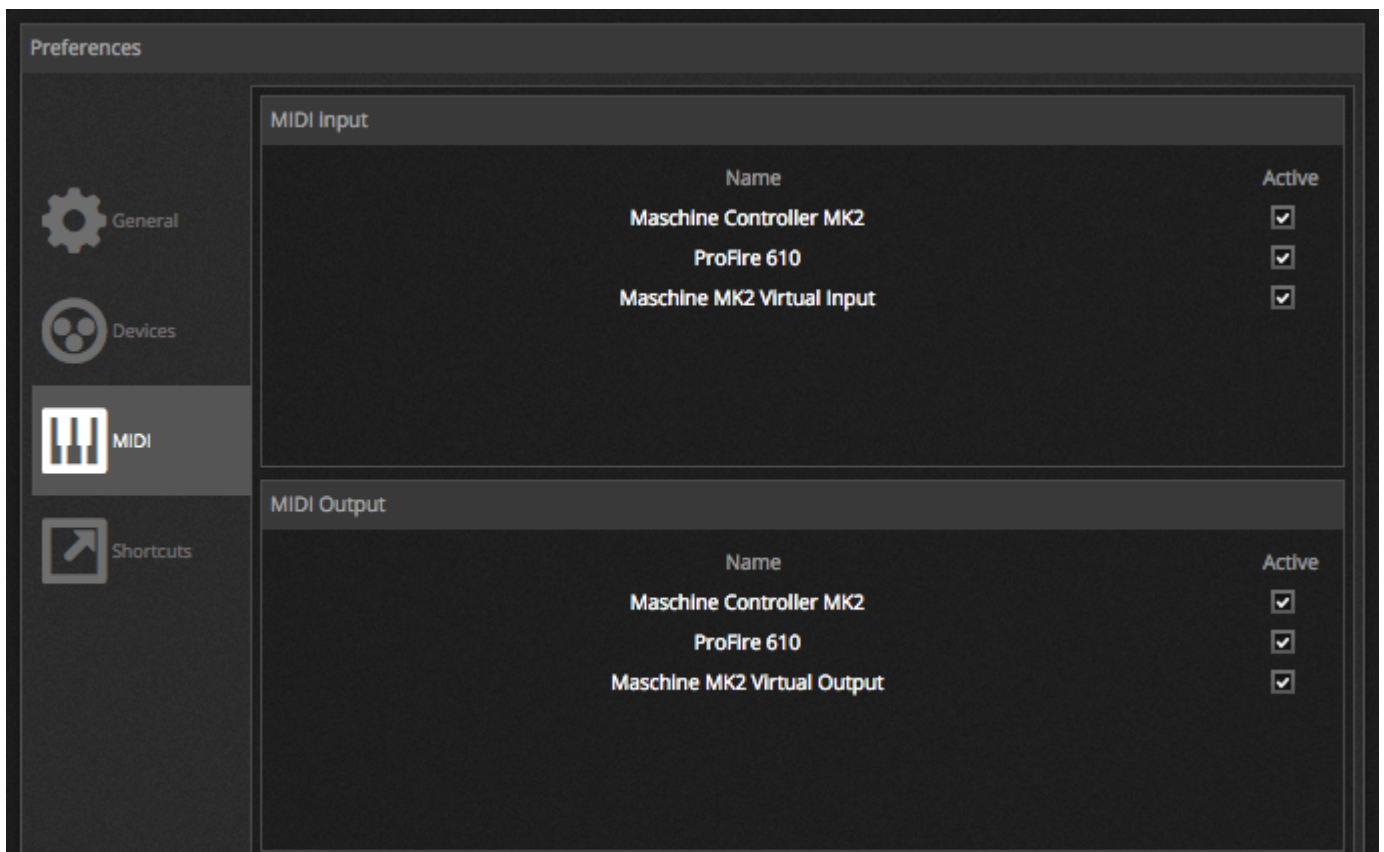 Preferences
General
Devices
MIDI
Shortcuts
MIDI Input
Name Active
Maschine Controller MK2
ProFire 610
Maschine MK2 Virtual Input
MIDI Output
Name Active
Maschine Controller MK2
ProFire 610
Maschine MK2 Virtual Output